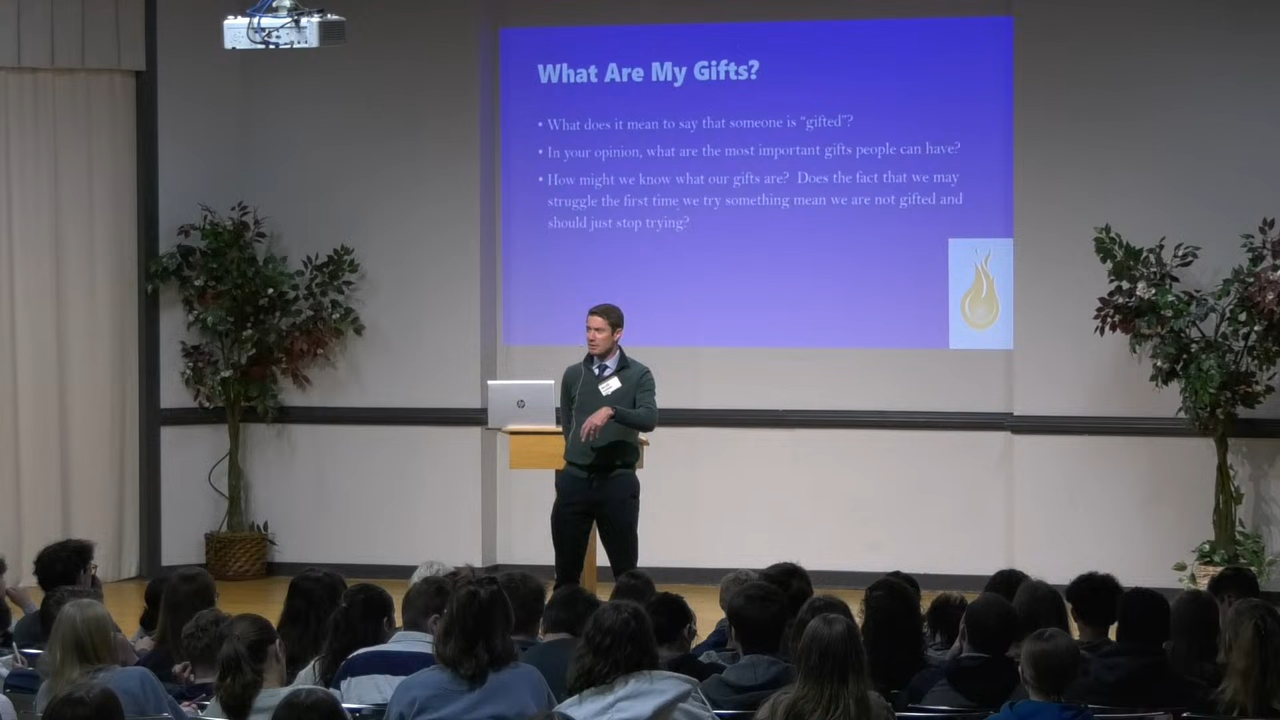 What Are My Gifts?
• What does it mean to say that someone is “gifted”?
• In your opinion, what are the most important gifts people can have?
• How might we know what our gifts are?  Does the fact that we may
struggle the first time we try something mean we are not gifted and
should just stop trying?
hp